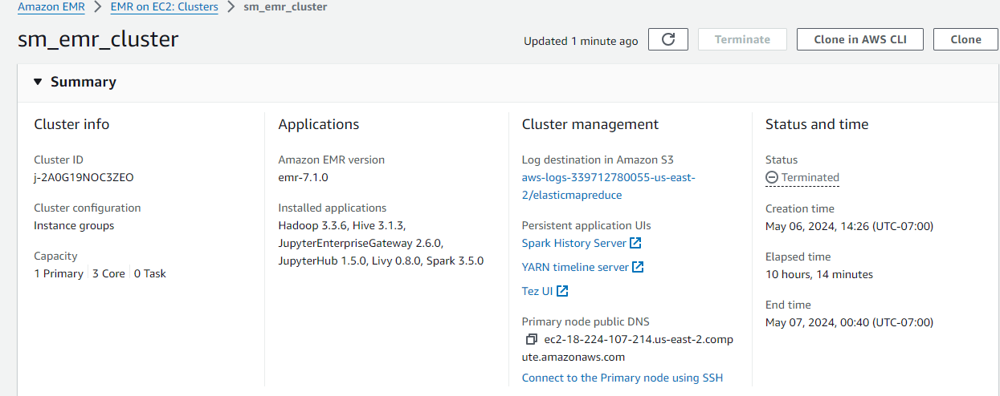 Amazon EMR > EMR on EC2: Clusters > sm_emr_cluster
sm_emr_cluster
Updated 1 minute ago
Terminate
Clone in AWS CLI
Clone
Summary
Cluster info
Cluster ID
j-2A0G19NOC3ZEO
Cluster configuration
Instance groups
Capacity
1 Primary 3 Core 0 Task
Applications
Amazon EMR version
emr-7.1.0
Installed applications
Hadoop 3.3.6, Hive 3.1.3,
JupyterEnterpriseGateway 2.6.0,
JupyterHub 1.5.0, Livy 0.8.0, Spark 3.5.0
Cluster management
Log destination in Amazon S3
aws-logs-339712780055-us-east-
2/elasticmapreduce
Persistent application UIs
Spark History Server
YARN timeline server
Tez UI
Primary node public DNS
ec2-18-224-107-214.us-east-2.comp
ute.amazonaws.com
Connect to the Primary node using SSH
Status and time
Status
Terminated
Creation time
May 06, 2024, 14:26 (UTC-07:00)
Elapsed time
10 hours, 14 minutes
End time
May 07, 2024, 00:40 (UTC-07:00)